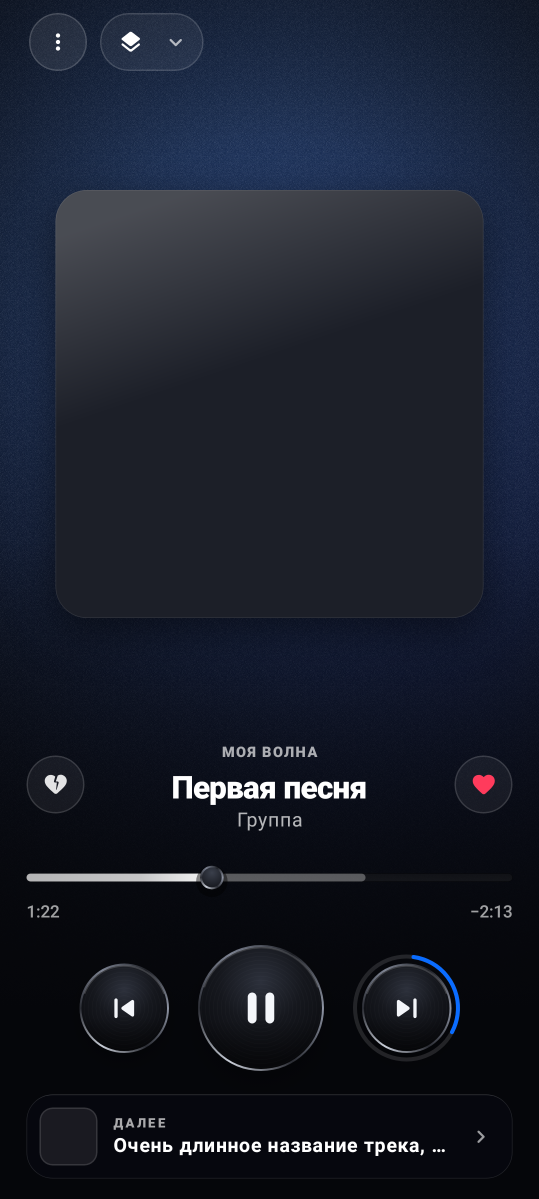 МОЯ ВОЛНА
Первая песня
Группа
1:22
−2:13
ДАЛЕЕ
Очень длинное название трека, …